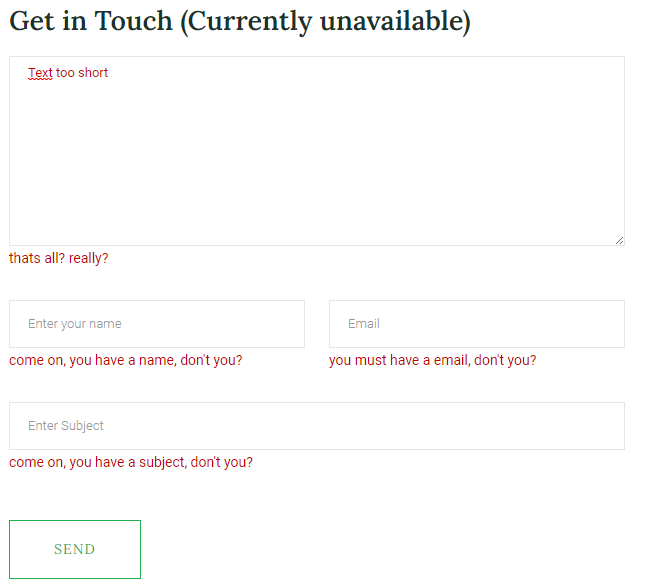 Get in Touch (Currently unavailable)
Text too short
thats all? really?
Enter your name
Email
come on, you have a name, don't you?
you must have a email, don't you?
Enter Subject
come on, you have a subject, don't you?
SEND